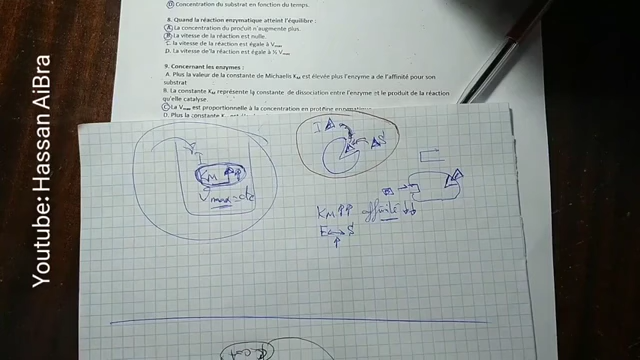 D. Concentration du substrat en fonction du temps.
8. Quand la réaction enzymatique atteint l'équilibre :
A. La concentration du produit n'augmente plus.
B. La vitesse de la réaction est nulle.
C. la vitesse de la réaction est égale à Vmax
D. La vitesse de la réaction est égale à ½ Vmax
9. Concernant les enzymes :
A. Plus la valeur de la constante de Michaelis KM est élevée plus l'enzyme a de l'affinité pour son
substrat
B. La constante KM représente la constante de dissociation entre l'enzyme et le produit de la réaction
qu'elle catalyse.
C. La Vmax est proportionnelle à la concentration en protéine enzymatique
D. Plus la constante K
I
KM ↑↑
Vmax = cte
I
S
KM ↑↑ affinité ↓↓
E ↔ S
↑
Youtube: Hassan AiBra